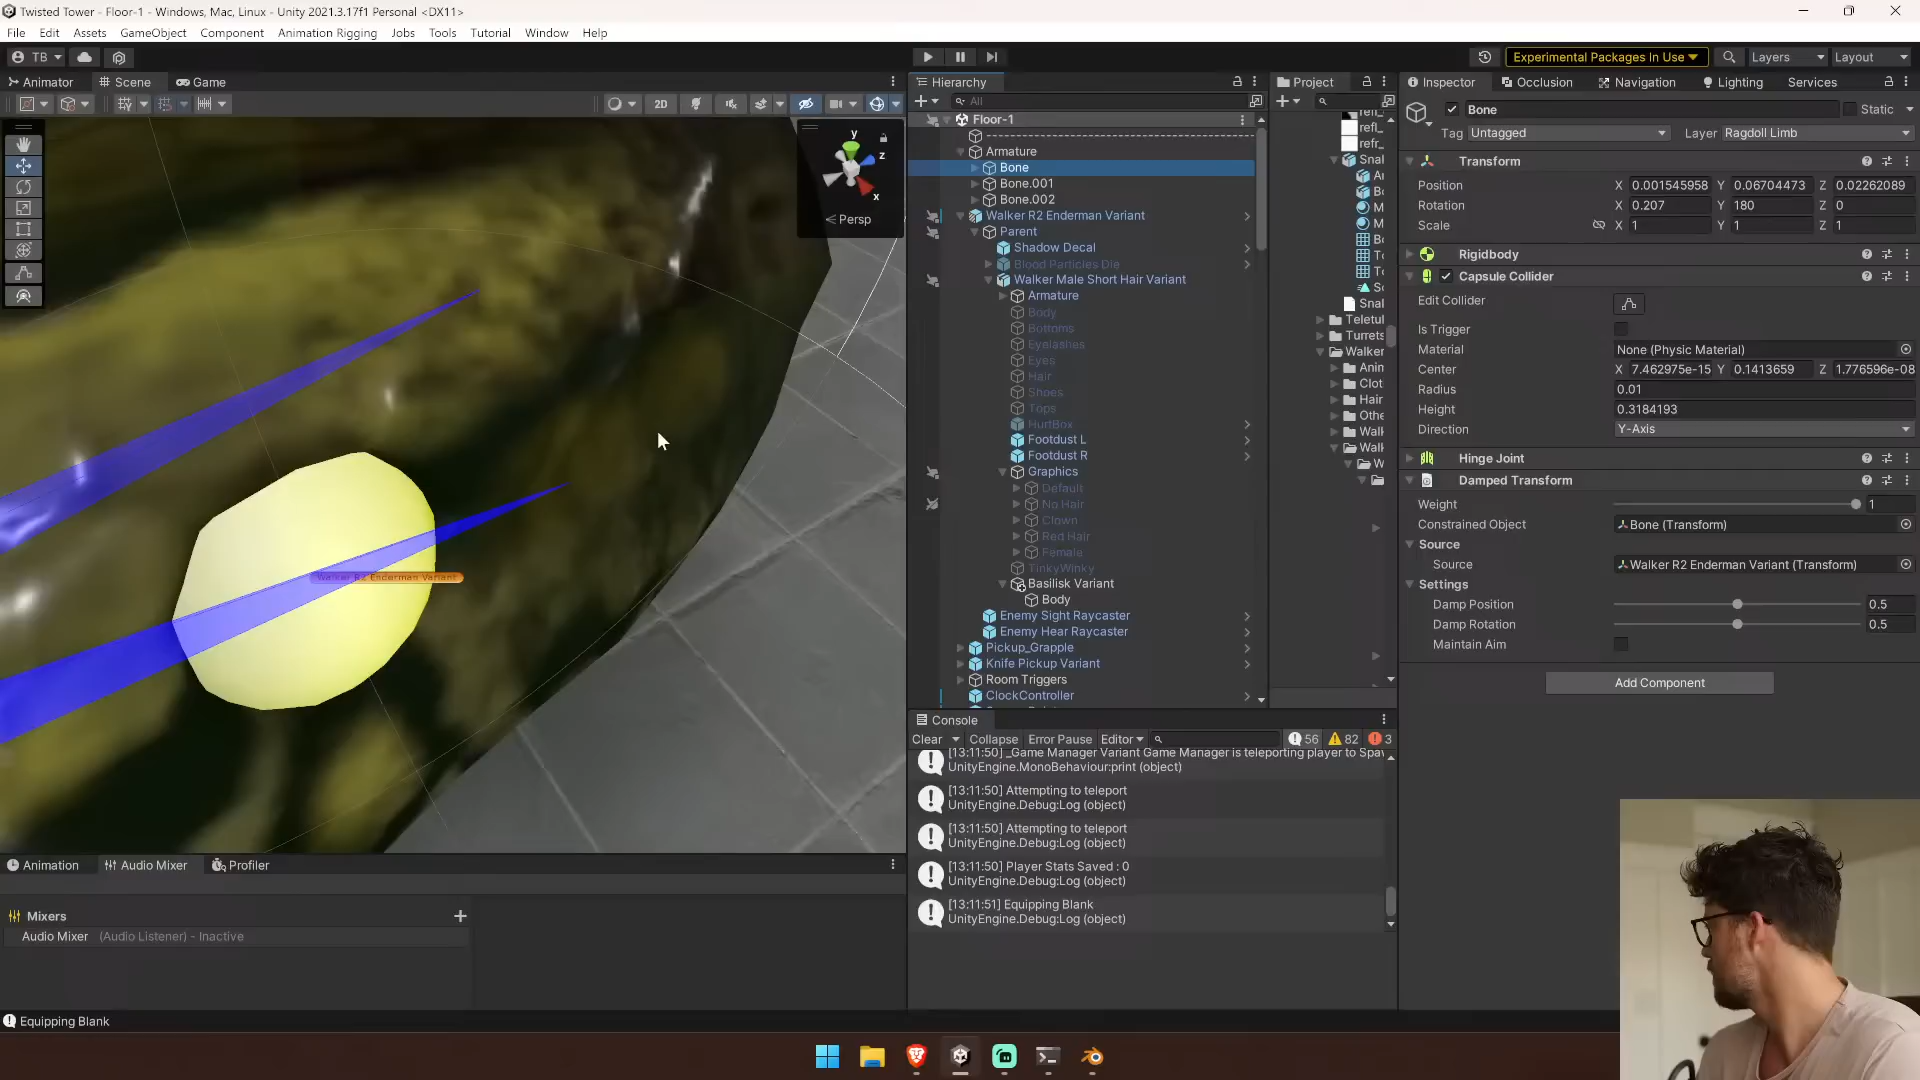 Twisted Tower - Floor-1 - Windows, Mac, Linux - Unity 2021.3.17f1 Personal <DX11>
File Edit Assets GameObject Component Animation Rigging Jobs Tools Tutorial Window Help
TB
Experimental Packages In Use
Layers
Layout
Animator
Scene
Game
2D
y
z
x
Persp
Walker R2 Enderman Variant
Hierarchy
All
Floor-1
Armature
Bone
Bone.001
Bone.002
Walker R2 Enderman Variant
Parent
Shadow Decal
Blood Particles Die
Walker Male Short Hair Variant
Armature
Body
Bottoms
Eyelashes
Eyes
Hair
Shoes
Tops
HurtBox
Footdust L
Footdust R
Graphics
Default
No Hair
Clown
Red Hair
Female
TinkyWinky
Basilisk Variant
Body
Enemy Sight Raycaster
Enemy Hear Raycaster
Pickup_Grapple
Knife Pickup Variant
Room Triggers
ClockController
Project
refl_
refr_
Snal
Teletul
Turrets
Walker
Anin
Clot
Hair
Othe
Walk
Walk
Inspector
Occlusion
Navigation
Lighting
Services
Bone
Static
Tag Untagged
Layer Ragdoll Limb
Transform
Position X 0.001545958 Y 0.06704473 Z 0.02262089
Rotation X 0.207 Y 180 Z 0
Scale X 1 Y 1 Z 1
Rigidbody
Capsule Collider
Edit Collider
Is Trigger
Material None (Physic Material)
Center X 7.462975e-15 Y 0.1413659 Z 1.776596e-08
Radius 0.01
Height 0.3184193
Direction Y-Axis
Hinge Joint
Damped Transform
Weight 1
Constrained Object Bone (Transform)
Source
Source Walker R2 Enderman Variant (Transform)
Settings
Damp Position 0.5
Damp Rotation 0.5
Maintain Aim
Add Component
Console
Clear Collapse Error Pause Editor 56 82 3
[13:11:50] _Game Manager Variant Game Manager is teleporting player to Spaw
UnityEngine.MonoBehaviour:print (object)
[13:11:50] Attempting to teleport
UnityEngine.Debug:Log (object)
[13:11:50] Attempting to teleport
UnityEngine.Debug:Log (object)
[13:11:50] Player Stats Saved : 0
UnityEngine.Debug:Log (object)
[13:11:51] Equipping Blank
UnityEngine.Debug:Log (object)
Animation
Audio Mixer
Profiler
Mixers
Audio Mixer (Audio Listener) - Inactive
Equipping Blank